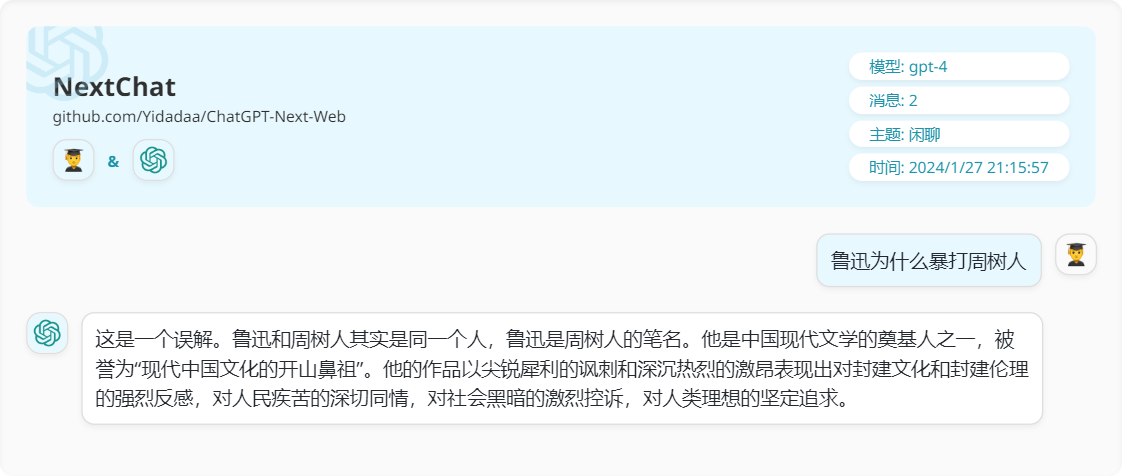 NextChat
github.com/Yidadaa/ChatGPT-Next-Web
&
模型: gpt-4
消息: 2
主题: 闲聊
时间: 2024/1/27 21:15:57
鲁迅为什么暴打周树人
这是一个误解。鲁迅和周树人其实是同一个人，鲁迅是周树人的笔名。他是中国现代文学的奠基人之一，被
誉为“现代中国文化的开山鼻祖”。他的作品以尖锐犀利的讽刺和深沉热烈的激昂表现出对封建文化和封建伦理
的强烈反感，对人民疾苦的深切同情，对社会黑暗的激烈控诉，对人类理想的坚定追求。